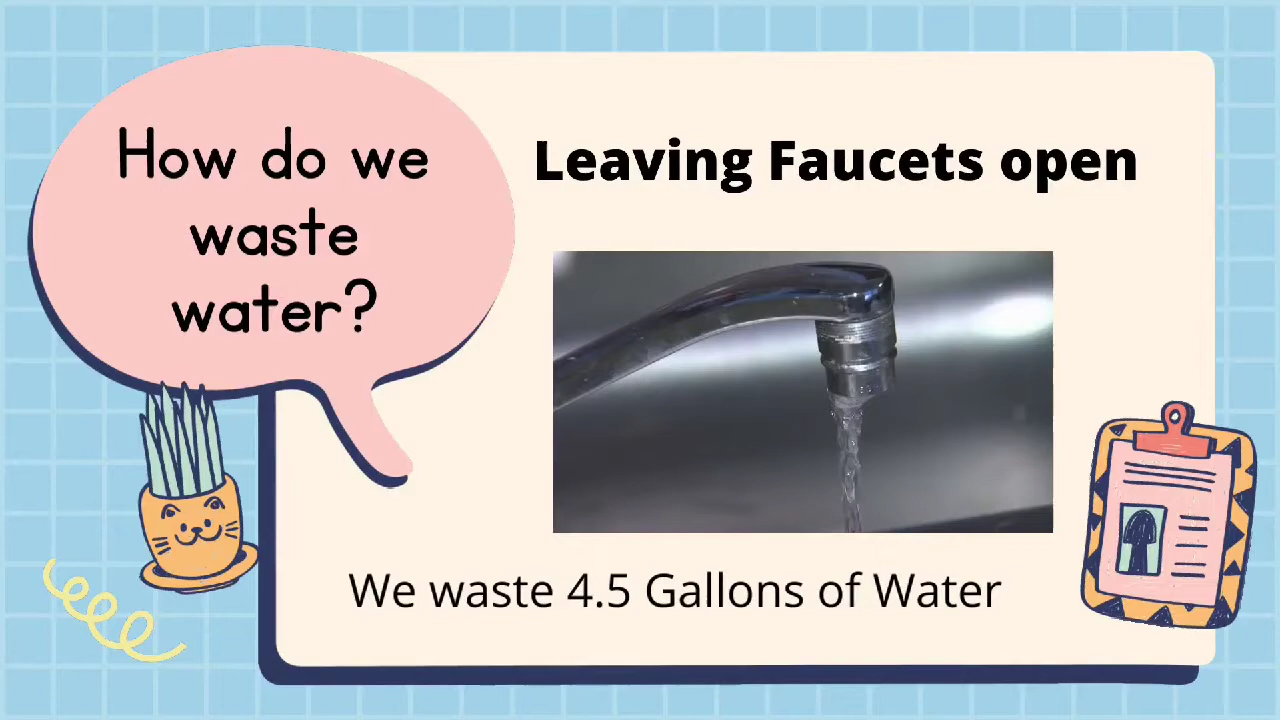 How do we
waste
water?
Leaving Faucets open
We waste 4.5 Gallons of Water